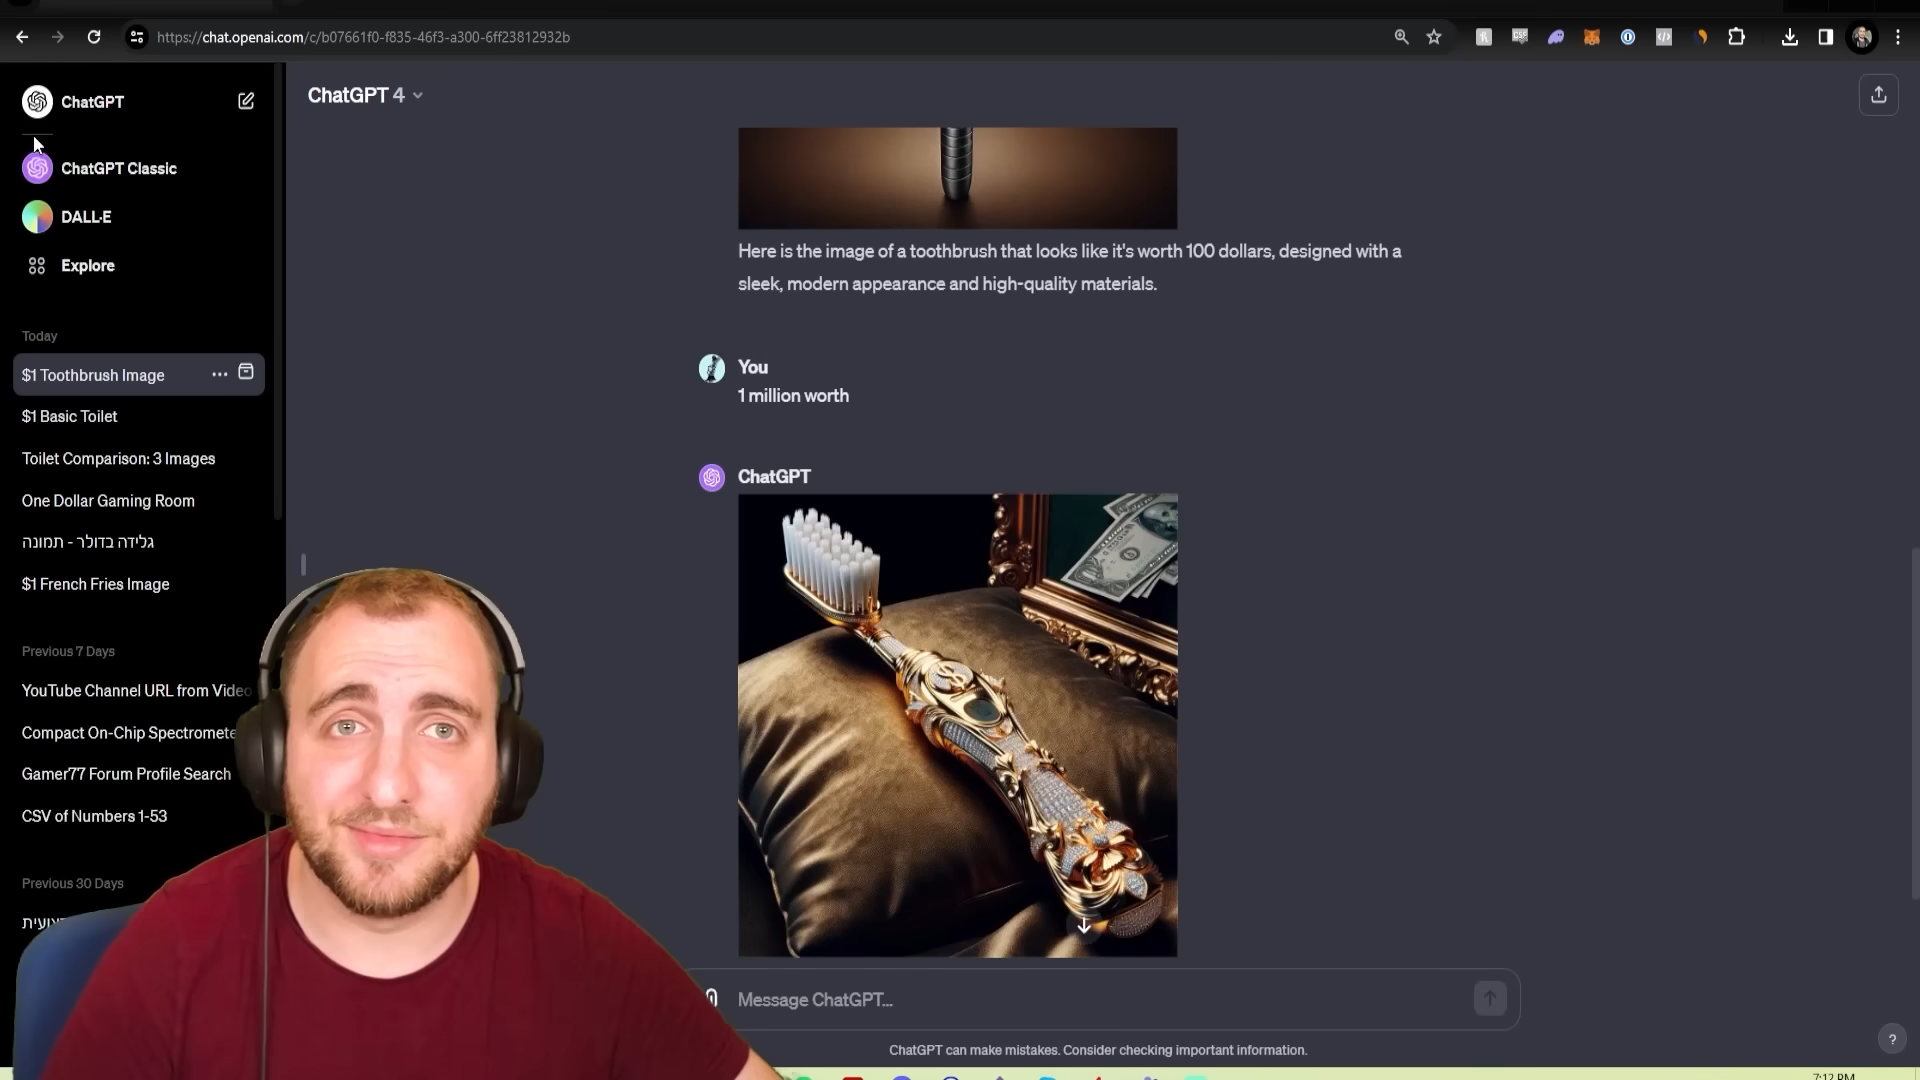 https://chat.openai.com/c/b07661f0-f835-46f3-a300-6ff23812932b
ChatGPT
ChatGPT Classic
DALL·E
Explore
Today
$1 Toothbrush Image
$1 Basic Toilet
Toilet Comparison: 3 Images
One Dollar Gaming Room
גלידה בדולר - תמונה
$1 French Fries Image
Previous 7 Days
YouTube Channel URL from Video
Compact On-Chip Spectromete
Gamer77 Forum Profile Search
CSV of Numbers 1-53
Previous 30 Days
ChatGPT 4
Here is the image of a toothbrush that looks like it's worth 100 dollars, designed with a
sleek, modern appearance and high-quality materials.
You
1 million worth
ChatGPT
Message ChatGPT...
ChatGPT can make mistakes. Consider checking important information.
?
7:12 PM